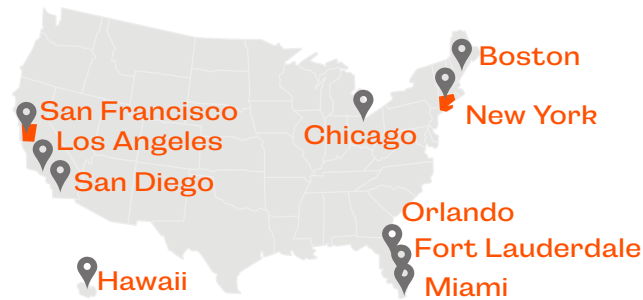 Boston
San Francisco
New York
Chicago
Los Angeles
San Diego
Orlando
Fort Lauderdale
Hawaii
Miami